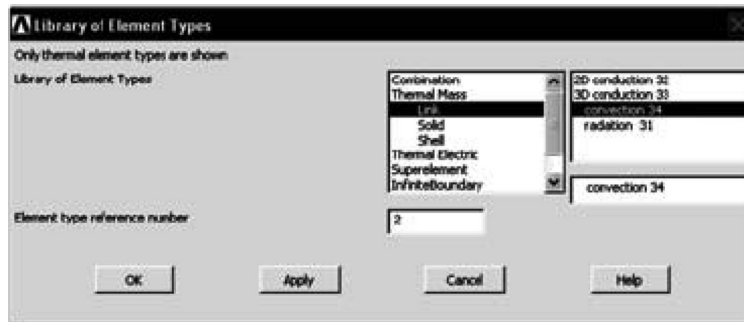 Library of Element Types
Only thermal element types are shown
Library of Element Types
Combination
Thermal Mass
Link
Solid
Shell
Thermal Electric
Superelement
InfiniteBoundary
2D conduction 32
3D conduction 33
convection 34
radation 31
convection 34
Element type reference number
2
OK Apply Cancel Help